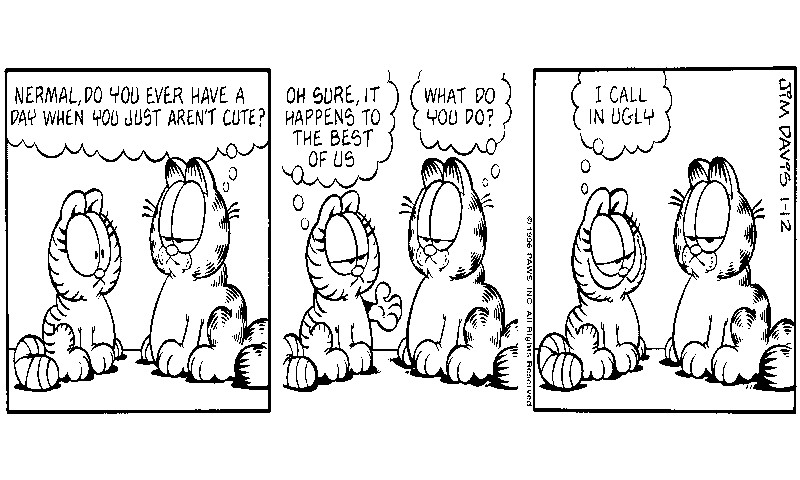 NERMAL, DO YOU EVER HAVE A
DAY WHEN YOU JUST AREN'T CUTE?
OH SURE, IT
HAPPENS TO
THE BEST
OF US
WHAT DO
YOU DO?
© 1996 PAWS, INC. All Rights Reserved
I CALL
IN UGLY
JIM DAVIS 1-12